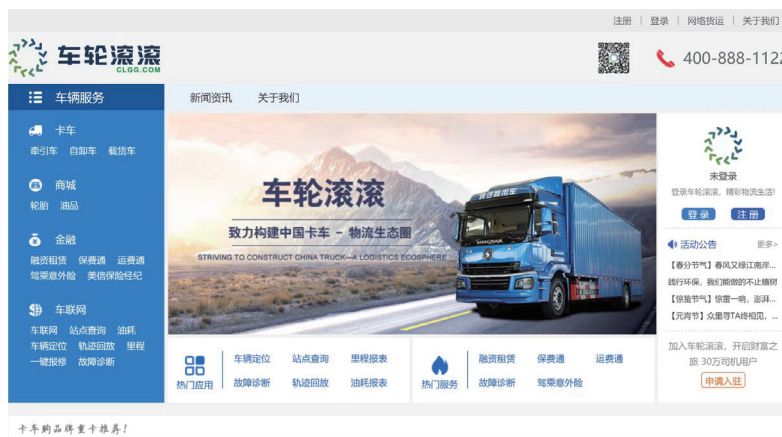 注册 | 登录 | 网络货运 | 关于我们
车轮滚滚
CLGG.COM
400-888-112
车辆服务
新闻资讯 关于我们
卡车
牵引车 自卸车 载货车
商城
轮胎 油品
金融
融资租赁 保费通 运费通
驾乘意外险 美信保险经纪
车联网
车联网 站点查询 油耗
车辆定位 轨迹回放 里程
一键报修 故障诊断
车轮滚滚
致力构建中国卡车 - 物流生态圈
STRIVING TO CONSTRUCT CHINA TRUCK—A LOGISTICS ECOSPHERE
SHACMAN
未登录
登录车轮滚滚，精彩物流生活!
登录 注册
活动公告 更多>
【春分节气】春风又绿江南岸...
践行环保，我们能做的不止植树
【惊蛰节气】惊雷一响，澎湃...
【元宵节】众里寻TA终相见，...
加入车轮滚滚，开启财富之
旅 30万司机用户
申请入驻
热门应用
车辆定位 站点查询 里程报表
故障诊断 轨迹回放 油耗报表
热门服务
融资租赁 保费通 运费通
故障诊断 驾乘意外险
卡车购品牌重卡推荐!